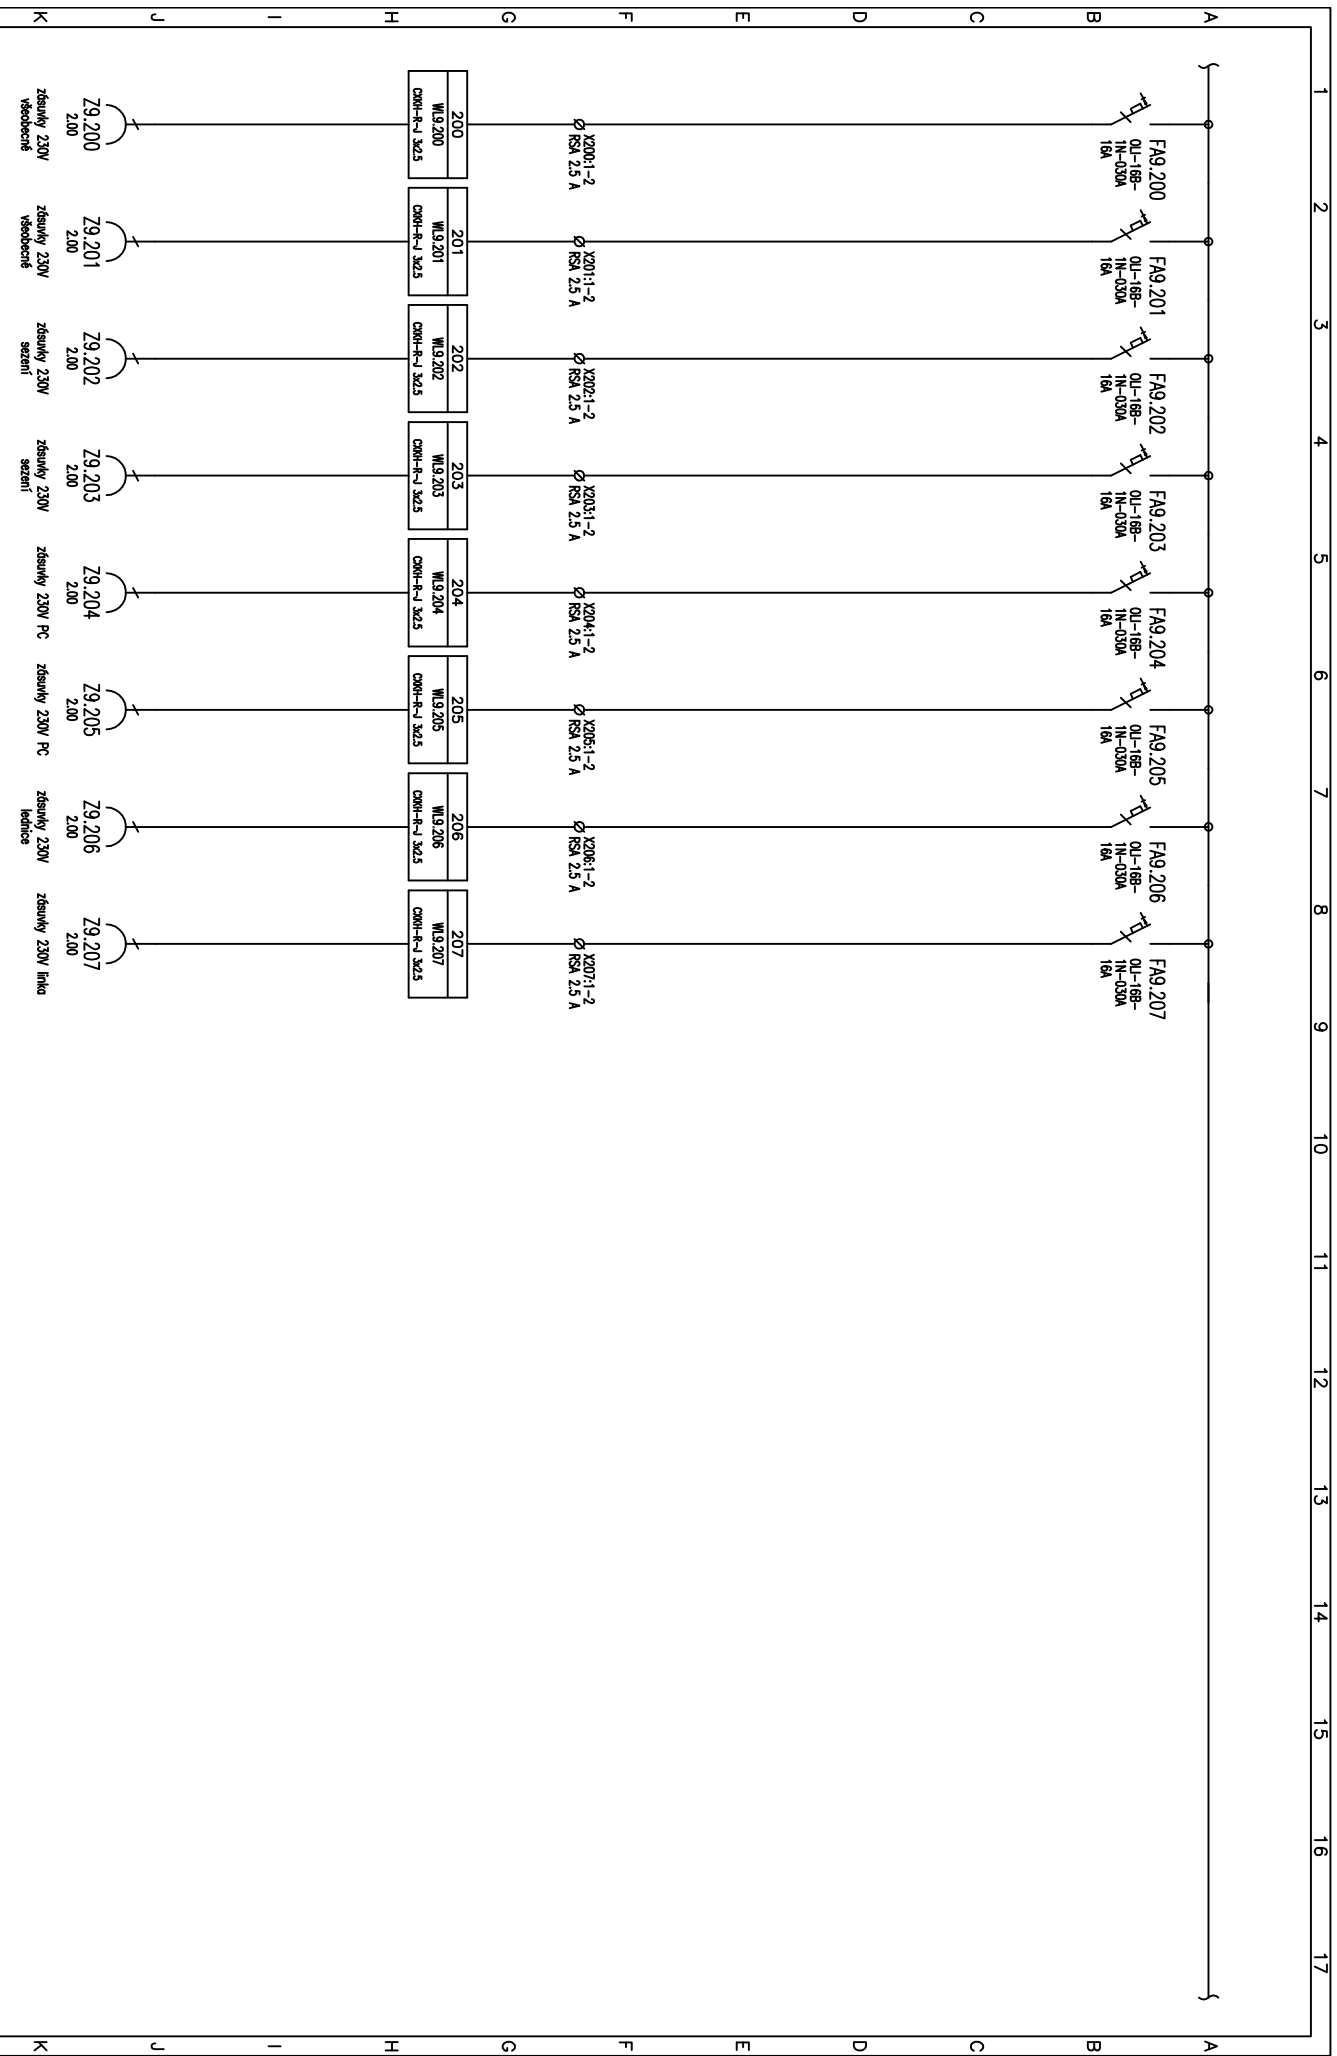 1 2 3 4 5 6 7 8 9 10 11 12 13 14 15 16 17
A
A
B
B
C
C
D
D
E
E
F
F
G
G
H
H
I
I
J
J
K
K
FA9.200
OLI-16B-
1N-030A
16A
X200:1-2
RSA 2.5 A
200
WL9.200
CXKH-R-J 3x2.5
Z9.200
2.00
zásuvky 230V
všeobecné
FA9.201
OLI-16B-
1N-030A
16A
X201:1-2
RSA 2.5 A
201
WL9.201
CXKH-R-J 3x2.5
Z9.201
2.00
zásuvky 230V
všeobecné
FA9.202
OLI-16B-
1N-030A
16A
X202:1-2
RSA 2.5 A
202
WL9.202
CXKH-R-J 3x2.5
Z9.202
2.00
zásuvky 230V
sezení
FA9.203
OLI-16B-
1N-030A
16A
X203:1-2
RSA 2.5 A
203
WL9.203
CXKH-R-J 3x2.5
Z9.203
2.00
zásuvky 230V
sezení
FA9.204
OLI-16B-
1N-030A
16A
X204:1-2
RSA 2.5 A
204
WL9.204
CXKH-R-J 3x2.5
Z9.204
2.00
zásuvky 230V PC
FA9.205
OLI-16B-
1N-030A
16A
X205:1-2
RSA 2.5 A
205
WL9.205
CXKH-R-J 3x2.5
Z9.205
2.00
zásuvky 230V PC
FA9.206
OLI-16B-
1N-030A
16A
X206:1-2
RSA 2.5 A
206
WL9.206
CXKH-R-J 3x2.5
Z9.206
2.00
zásuvky 230V
lednice
FA9.207
OLI-16B-
1N-030A
16A
X207:1-2
RSA 2.5 A
207
WL9.207
CXKH-R-J 3x2.5
Z9.207
2.00
zásuvky 230V linka